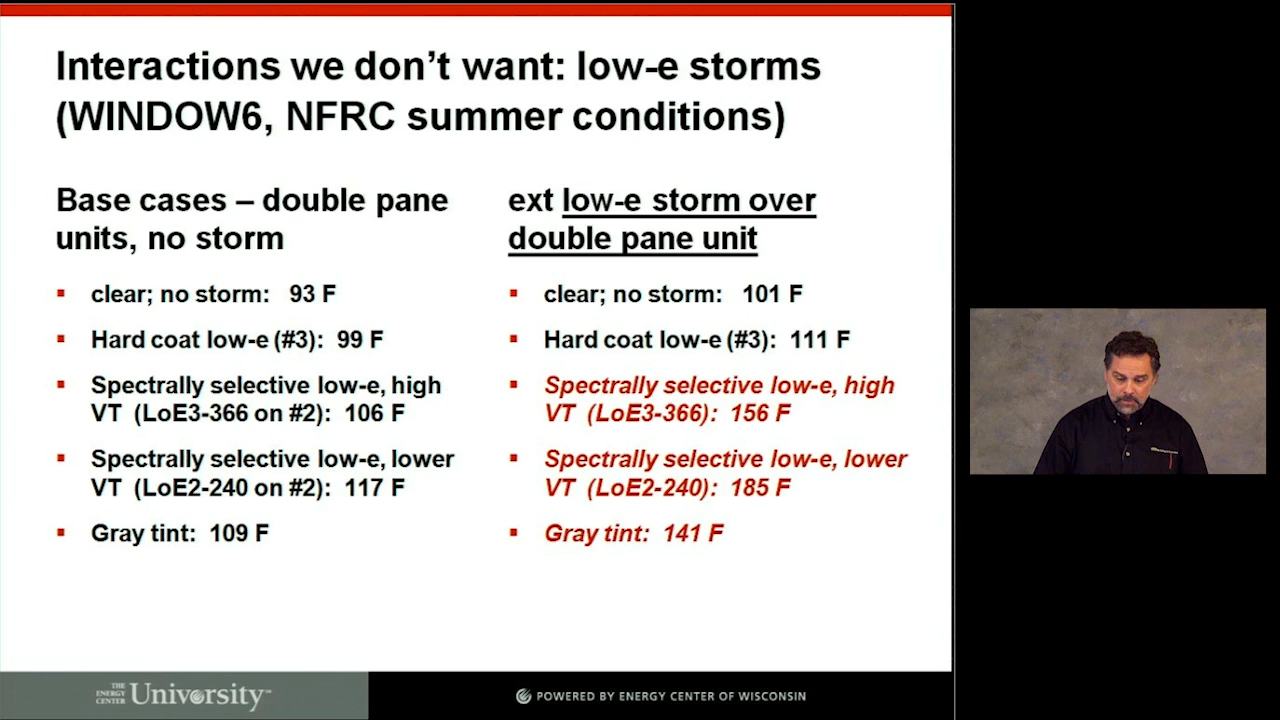 Interactions we don't want: low-e storms
(WINDOW6, NFRC summer conditions)
Base cases – double pane
units, no storm
▪ clear; no storm: 93 F
▪ Hard coat low-e (#3): 99 F
▪ Spectrally selective low-e, high
VT (LoE3-366 on #2): 106 F
▪ Spectrally selective low-e, lower
VT (LoE2-240 on #2): 117 F
▪ Gray tint: 109 F
ext low-e storm over
double pane unit
▪ clear; no storm: 101 F
▪ Hard coat low-e (#3): 111 F
▪ Spectrally selective low-e, high
VT (LoE3-366): 156 F
▪ Spectrally selective low-e, lower
VT (LoE2-240): 185 F
▪ Gray tint: 141 F
THE
ENERGY
CENTER
University
POWERED BY ENERGY CENTER OF WISCONSIN